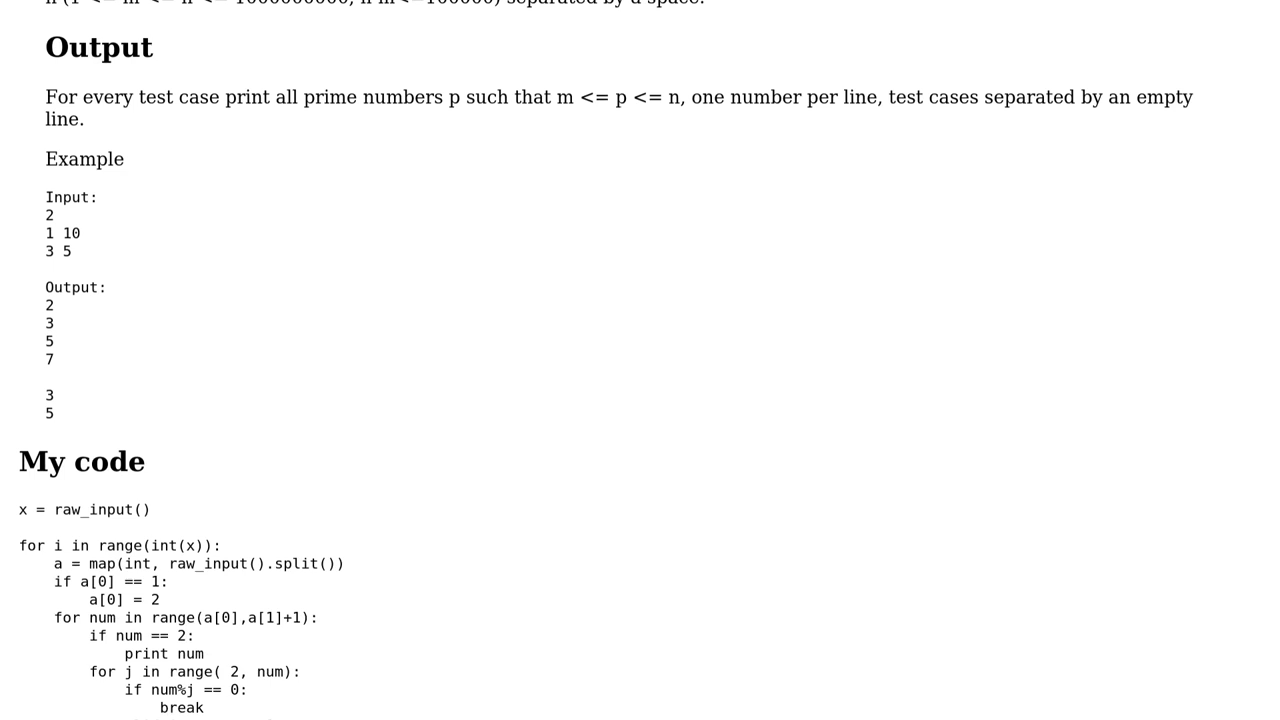 Output
For every test case print all prime numbers p such that m <= p <= n, one number per line, test cases separated by an empty
line.
Example
Input:
2
1 10
3 5
Output:
2
3
5
7
3
5
My code
x = raw_input()
for i in range(int(x)):
    a = map(int, raw_input().split())
    if a[0] == 1:
        a[0] = 2
    for num in range(a[0],a[1]+1):
        if num == 2:
            print num
        for j in range( 2, num):
            if num%j == 0:
                break